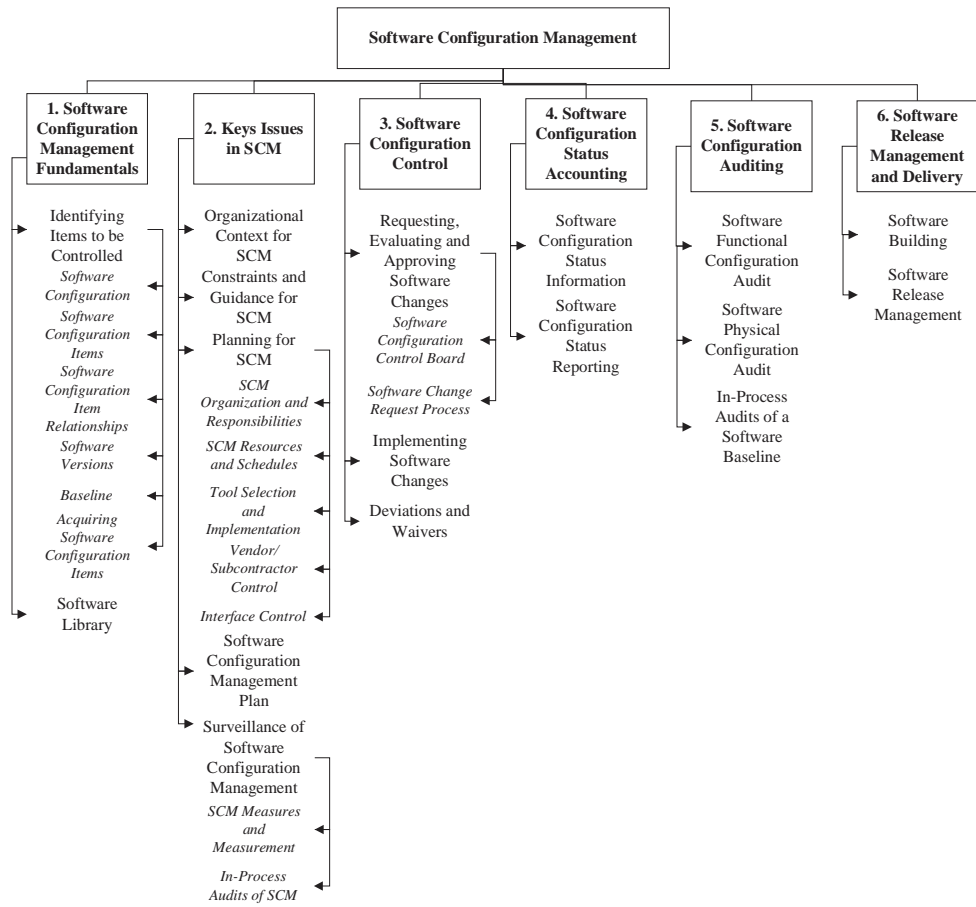 Software Configuration Management
1. Software
Configuration
Management
Fundamentals
Identifying
Items to be
Controlled
Software
Configuration
Software
Configuration
Items
Software
Configuration
Item
Relationships
Software
Versions
Baseline
Acquiring
Software
Configuration
Items
Software
Library
2. Keys Issues
in SCM
Organizational
Context for
SCM
Constraints and
Guidance for
SCM
Planning for
SCM
SCM
Organization and
Responsibilities
SCM Resources
and Schedules
Tool Selection
and
Implementation
Vendor/
Subcontractor
Control
Interface Control
Software
Configuration
Management
Plan
Surveillance of
Software
Configuration
Management
SCM Measures
and
Measurement
In-Process
Audits of SCM
3. Software
Configuration
Control
Requesting,
Evaluating and
Approving
Software
Changes
Software
Configuration
Control Board
Software Change
Request Process
Implementing
Software
Changes
Deviations and
Waivers
4. Software
Configuration
Status
Accounting
Software
Configuration
Status
Information
Software
Configuration
Status
Reporting
5. Software
Configuration
Auditing
Software
Functional
Configuration
Audit
Software
Physical
Configuration
Audit
In-Process
Audits of a
Software
Baseline
6. Software
Release
Management
and Delivery
Software
Building
Software
Release
Management